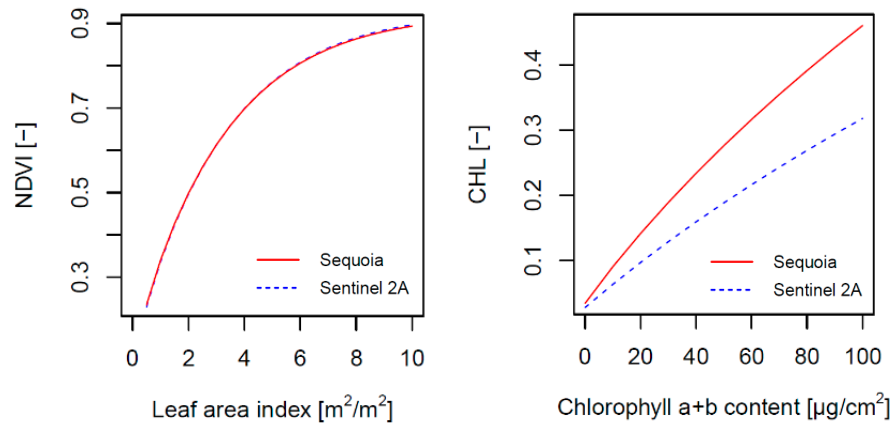 NDVI [−]
0.9
0.7
0.5
0.3
Sequoia
Sentinel 2A
0 2 4 6 8 10
Leaf area index [m²/m²]
CHL [−]
0.4
0.3
0.2
0.1
Sequoia
Sentinel 2A
0 20 40 60 80 100
Chlorophyll a+b content [µg/cm²]